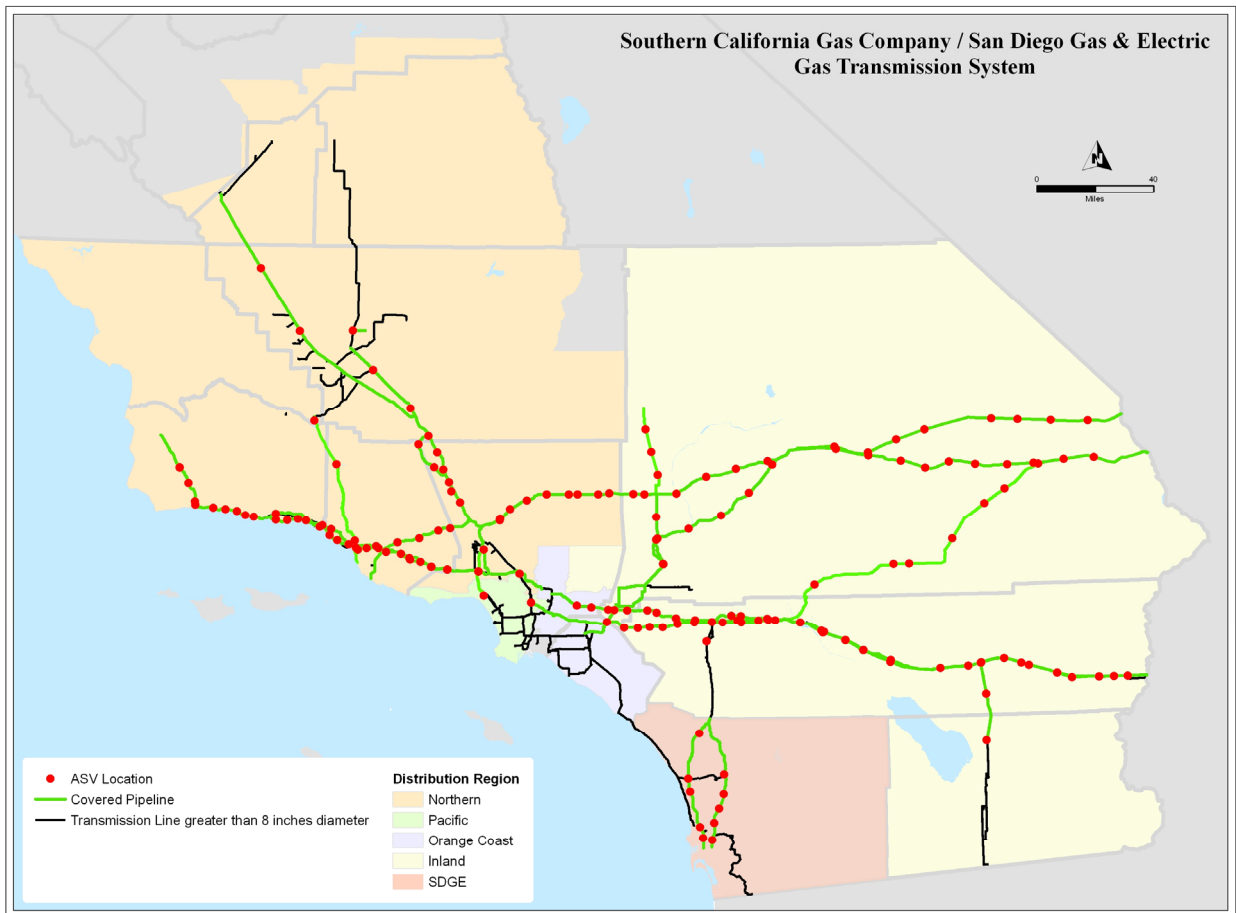 Southern California Gas Company / San Diego Gas & Electric
Gas Transmission System
N
0 40
Miles
ASV Location
Covered Pipeline
Transmission Line greater than 8 inches diameter
Distribution Region
Northern
Pacific
Orange Coast
Inland
SDGE